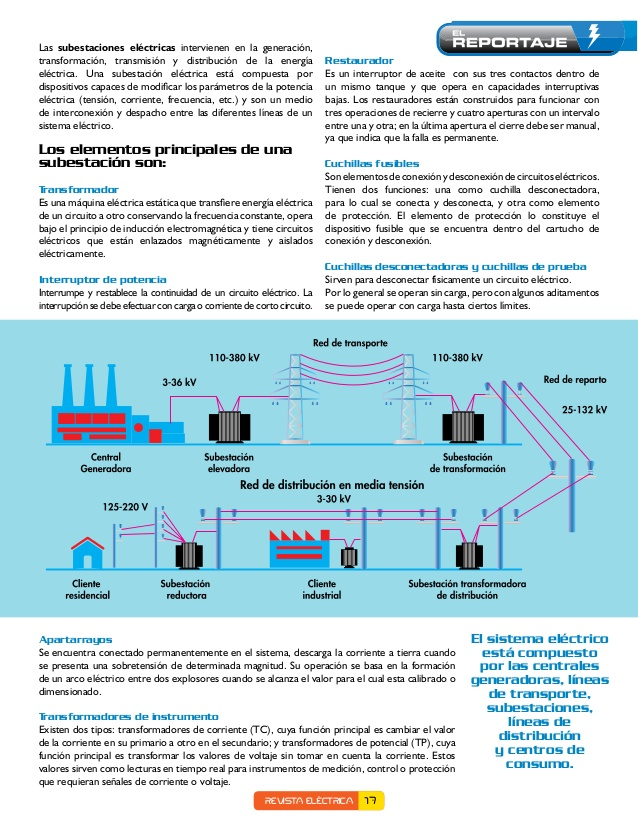 EL
REPORTAJE
Las subestaciones eléctricas intervienen en la generación,
transformación, transmisión y distribución de la energía
eléctrica. Una subestación eléctrica está compuesta por
dispositivos capaces de modificar los parámetros de la potencia
eléctrica (tensión, corriente, frecuencia, etc..) y son un medio
de interconexión y despacho entre las diferentes líneas de un
sistema eléctrico.
Los elementos principales de una
subestación son:
Transformador
Es una máquina eléctrica estática que transfiere energía eléctrica
de un circuito a otro conservando la frecuencia constante, opera
bajo el principio de inducción electromagnética y tiene circuitos
eléctricos que están enlazados magnéticamente y aislados
eléctricamente.
Interruptor de potencia
Interrumpe y restablece la continuidad de un circuito eléctrico. La
interrupción se debe efectuar con carga o corriente de corto circuito.
Restaurador
Es un interruptor de aceite con sus tres contactos dentro de
un mismo tanque y que opera en capacidades interruptivas
bajas. Los restauradores están construidos para funcionar con
tres operaciones de recierre y cuatro aperturas con un intervalo
entre una y otra; en la última apertura el cierre debe ser manual,
ya que indica que la falla es permanente.
Cuchillas fusibles
Son elementos de conexión y desconexión de circuitos eléctricos.
Tienen dos funciones: una como cuchilla desconectadora,
para lo cual se conecta y desconecta, y otra como elemento
de protección. El elemento de protección lo constituye el
dispositivo fusible que se encuentra dentro del cartucho de
conexión y desconexión.
Cuchillas desconectadoras y cuchillas de prueba
Sirven para desconectar físicamente un circuito eléctrico.
Por lo general se operan sin carga, pero con algunos aditamentos
se puede operar con carga hasta ciertos límites.
Red de transporte
110-380 kV
110-380 kV
3-36 kV
Red de reparto
25-132 kV
Central
Generadora
Subestación
elevadora
Subestación
de transformación
Red de distribución en media tensión
3-30 kV
125-220 V
Cliente
residencial
Subestación
reductora
Cliente
industrial
Subestación transformadora
de distribución
Apartarrayos
Se encuentra conectado permanentemente en el sistema, descarga la corriente a tierra cuando
se presenta una sobretensión de determinada magnitud. Su operación se basa en la formación
de un arco eléctrico entre dos explosores cuando se alcanza el valor para el cual esta calibrado o
dimensionado.
Transformadores de instrumento
Existen dos tipos: transformadores de corriente (TC), cuya función principal es cambiar el valor
de la corriente en su primario a otro en el secundario; y transformadores de potencial (TP), cuya
función principal es transformar los valores de voltaje sin tomar en cuenta la corriente. Estos
valores sirven como lecturas en tiempo real para instrumentos de medición, control o protección
que requieran señales de corriente o voltaje.
El sistema eléctrico
está compuesto
por las centrales
generadoras, líneas
de transporte,
subestaciones,
líneas de
distribución
y centros de
consumo.
REVISTA ELÉCTRICA 17